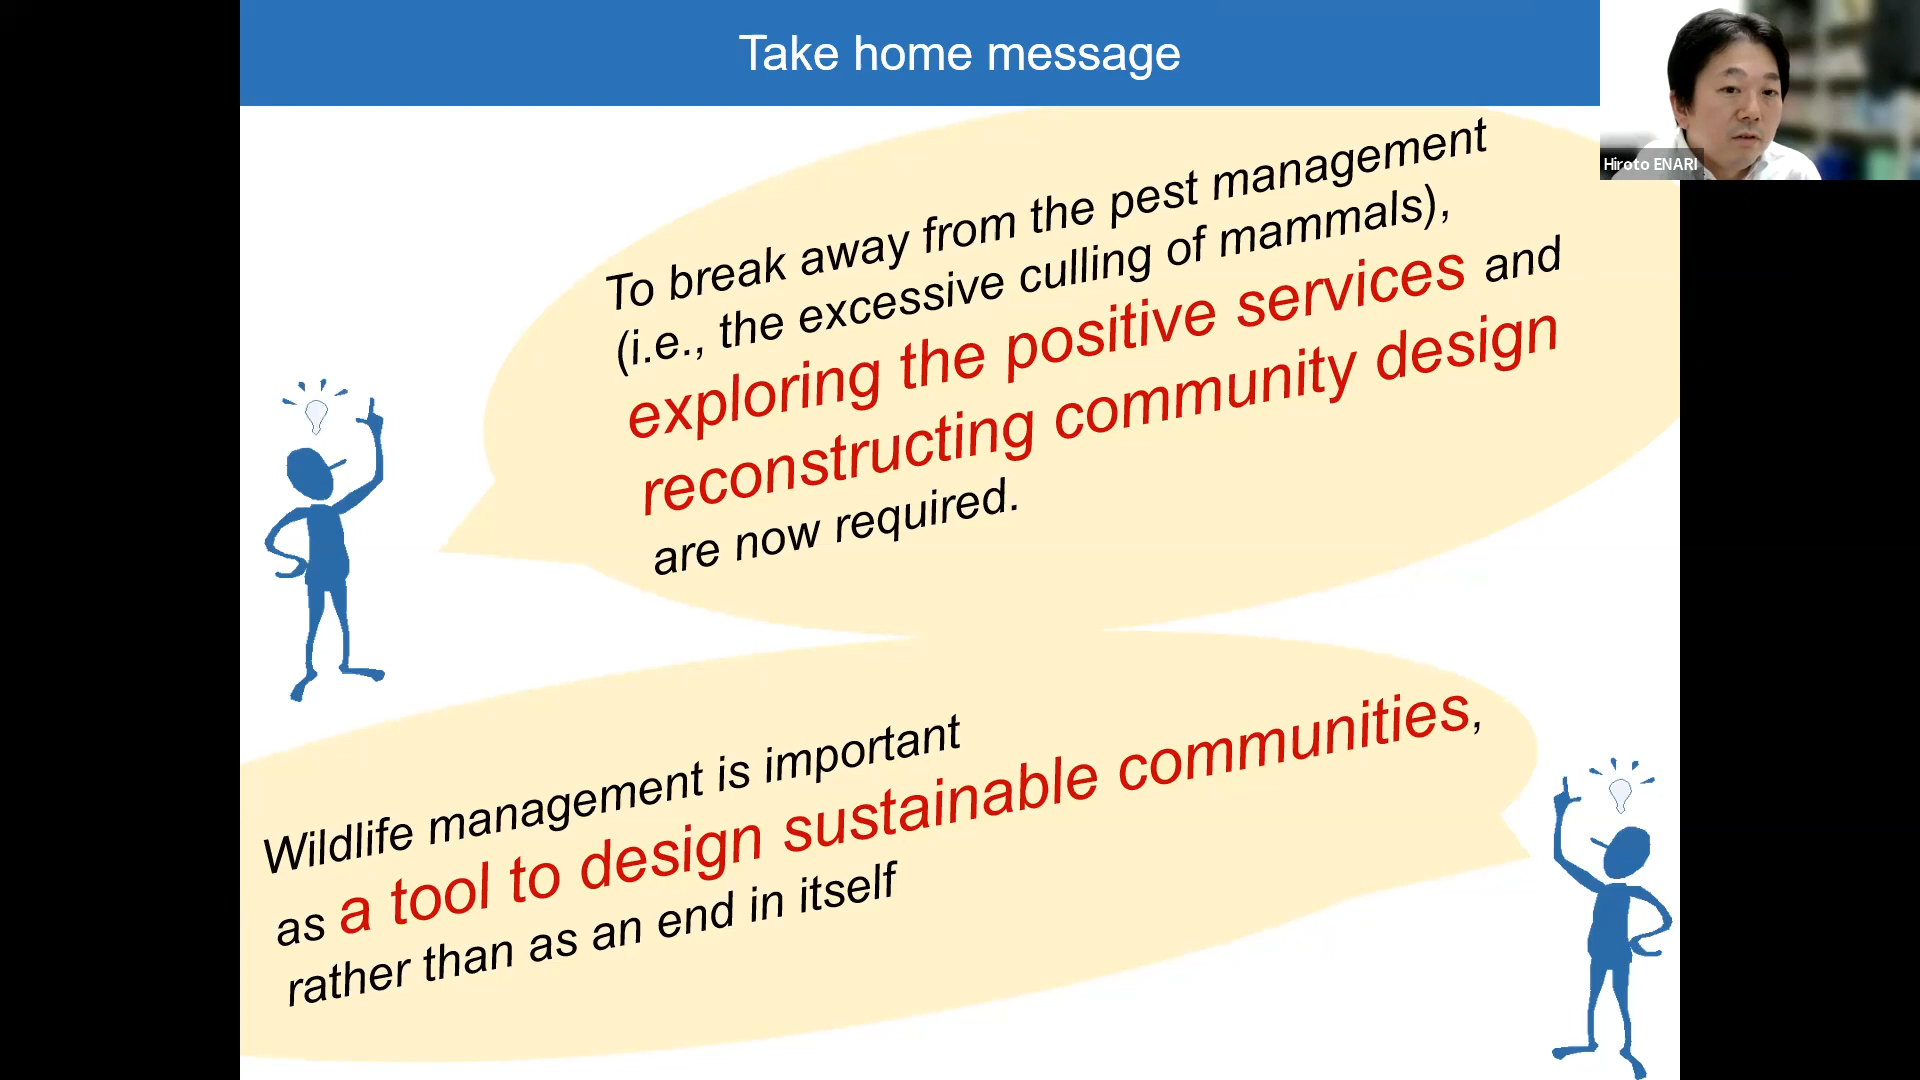 Take home message
Hiroto ENARI
To break away from the pest management
(i.e., the excessive culling of mammals),
exploring the positive services and
reconstructing community design
are now required.
Wildlife management is important
as a tool to design sustainable communities,
rather than as an end in itself